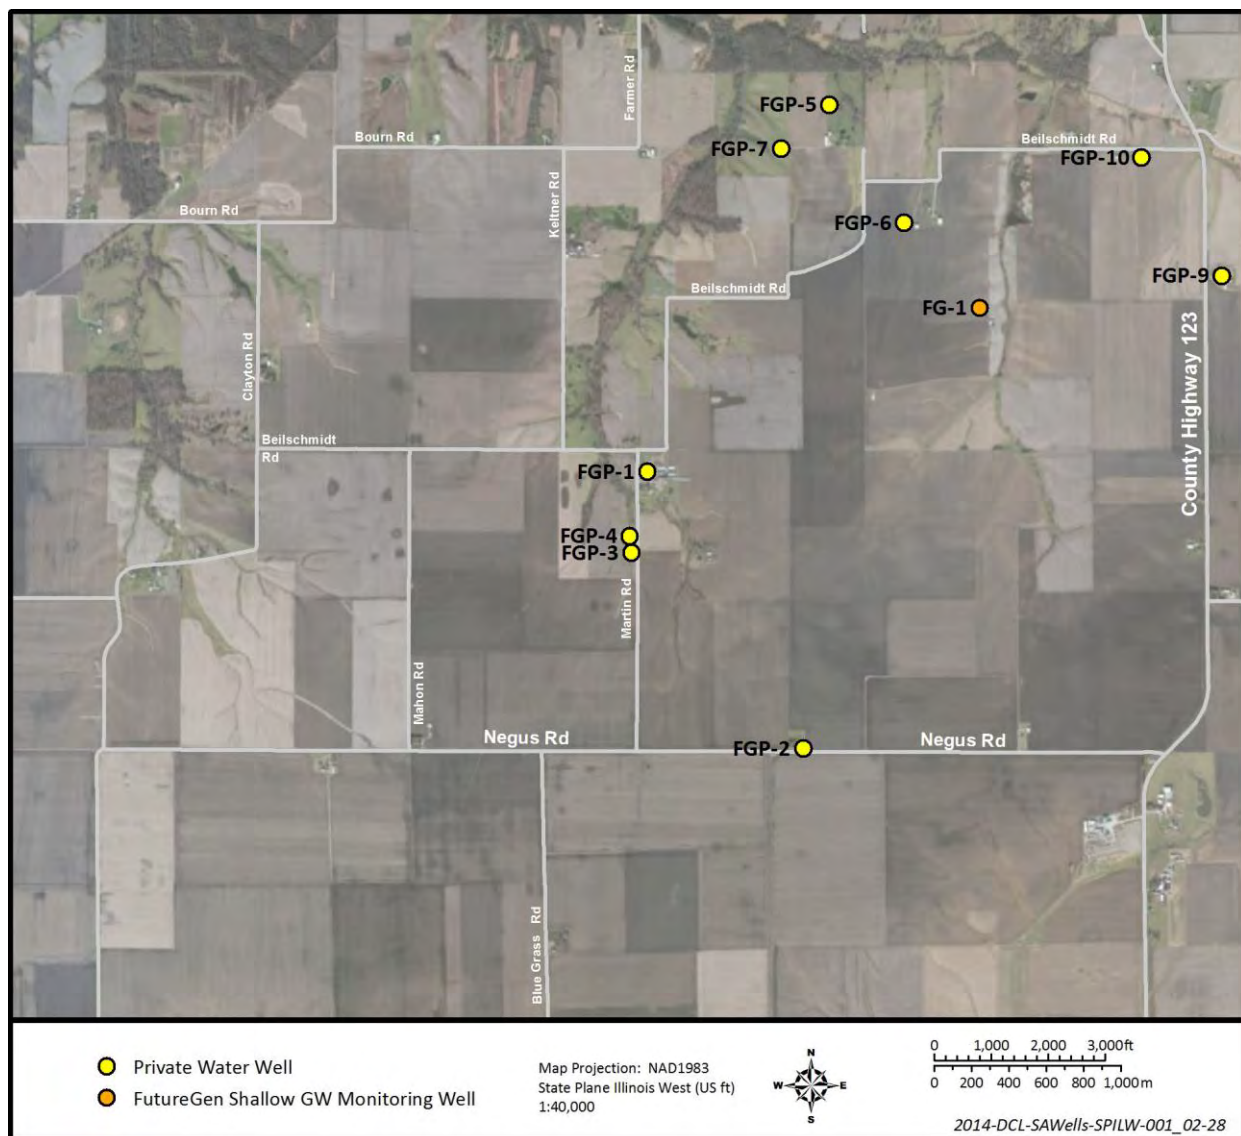 Farmer Rd
FGP-5
Bourn Rd
FGP-7
Beilschmidt Rd
FGP-10
Keltner Rd
Bourn Rd
FGP-6
FGP-9
Beilschmidt Rd
FG-1
Clayton Rd
County Highway 123
Beilschmidt
Rd
FGP-1
FGP-4
FGP-3
Martin Rd
Mahon Rd
Negus Rd
FGP-2
Negus Rd
Blue Grass Rd
Private Water Well
FutureGen Shallow GW Monitoring Well
Map Projection: NAD1983
State Plane Illinois West (US ft)
1:40,000
N
W E
S
0 1,000 2,000 3,000ft
0 200 400 600 800 1,000m
2014-DCL-SAWells-SPILW-001_02-28